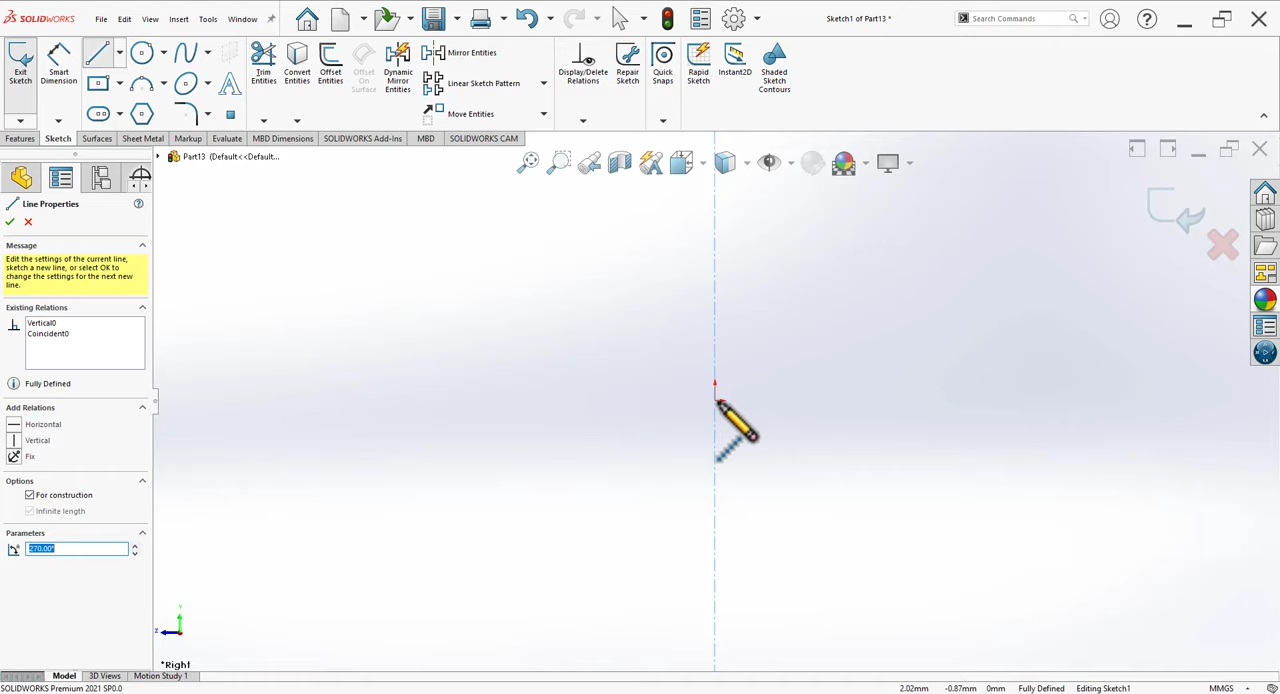 SOLIDWORKS
File Edit View Insert Tools Window
Sketch1 of Part13 *
Search Commands
Exit Sketch
Smart Dimension
Trim Entities
Convert Entities
Offset Entities
Offset On Surface
Dynamic Mirror Entities
Mirror Entities
Linear Sketch Pattern
Move Entities
Display/Delete Relations
Repair Sketch
Quick Snaps
Rapid Sketch
Instant2D
Shaded Sketch Contours
Features Sketch Surfaces Sheet Metal Markup Evaluate MBD Dimensions SOLIDWORKS Add-Ins MBD SOLIDWORKS CAM
Part13 (Default<<Default...
Line Properties
Message
Edit the settings of the current line,
sketch a new line, or select OK to
change the settings for the next new
line.
Existing Relations
Vertical0
Coincident0
Fully Defined
Add Relations
Horizontal
Vertical
Fix
Options
For construction
Infinite length
Parameters
270.00°
Y
Z
*Right
Model 3D Views Motion Study 1
SOLIDWORKS Premium 2021 SP0.0
2.02mm -0.87mm 0mm Fully Defined Editing Sketch1 MMGS